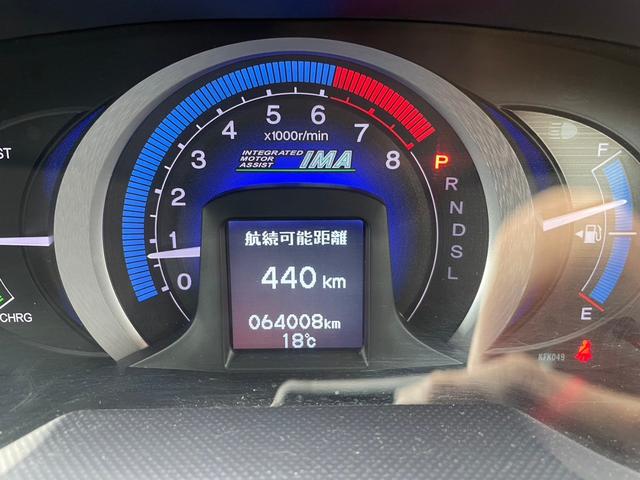 ST
CHRG
0
1
2
3
4
5
6
7
8
x1000r/min
INTEGRATED
MOTOR
ASSIST
IMA
P
R
N
D
S
L
航続可能距離
440 km
064008km
18℃
F
E
KFK049